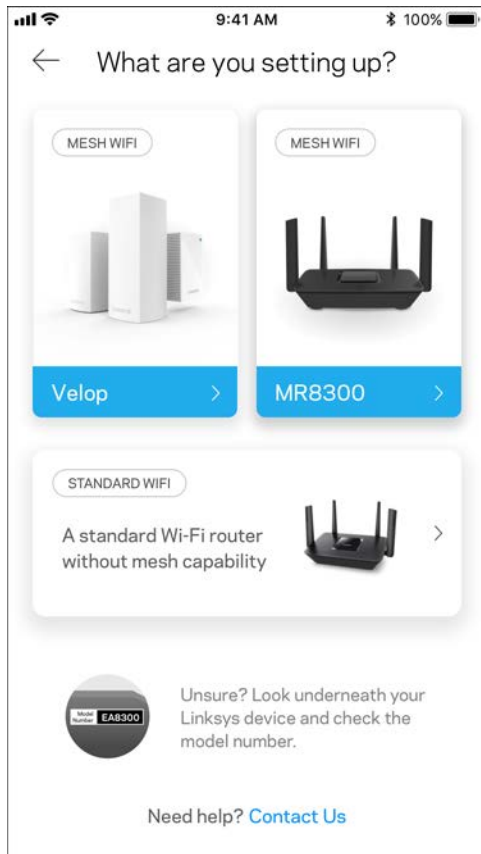 9:41 AM
100%
What are you setting up?
MESH WIFI
MESH WIFI
Velop
MR8300
STANDARD WIFI
A standard Wi-Fi router
without mesh capability
Model
Number
EA8300
Unsure? Look underneath your
Linksys device and check the
model number.
Need help? Contact Us